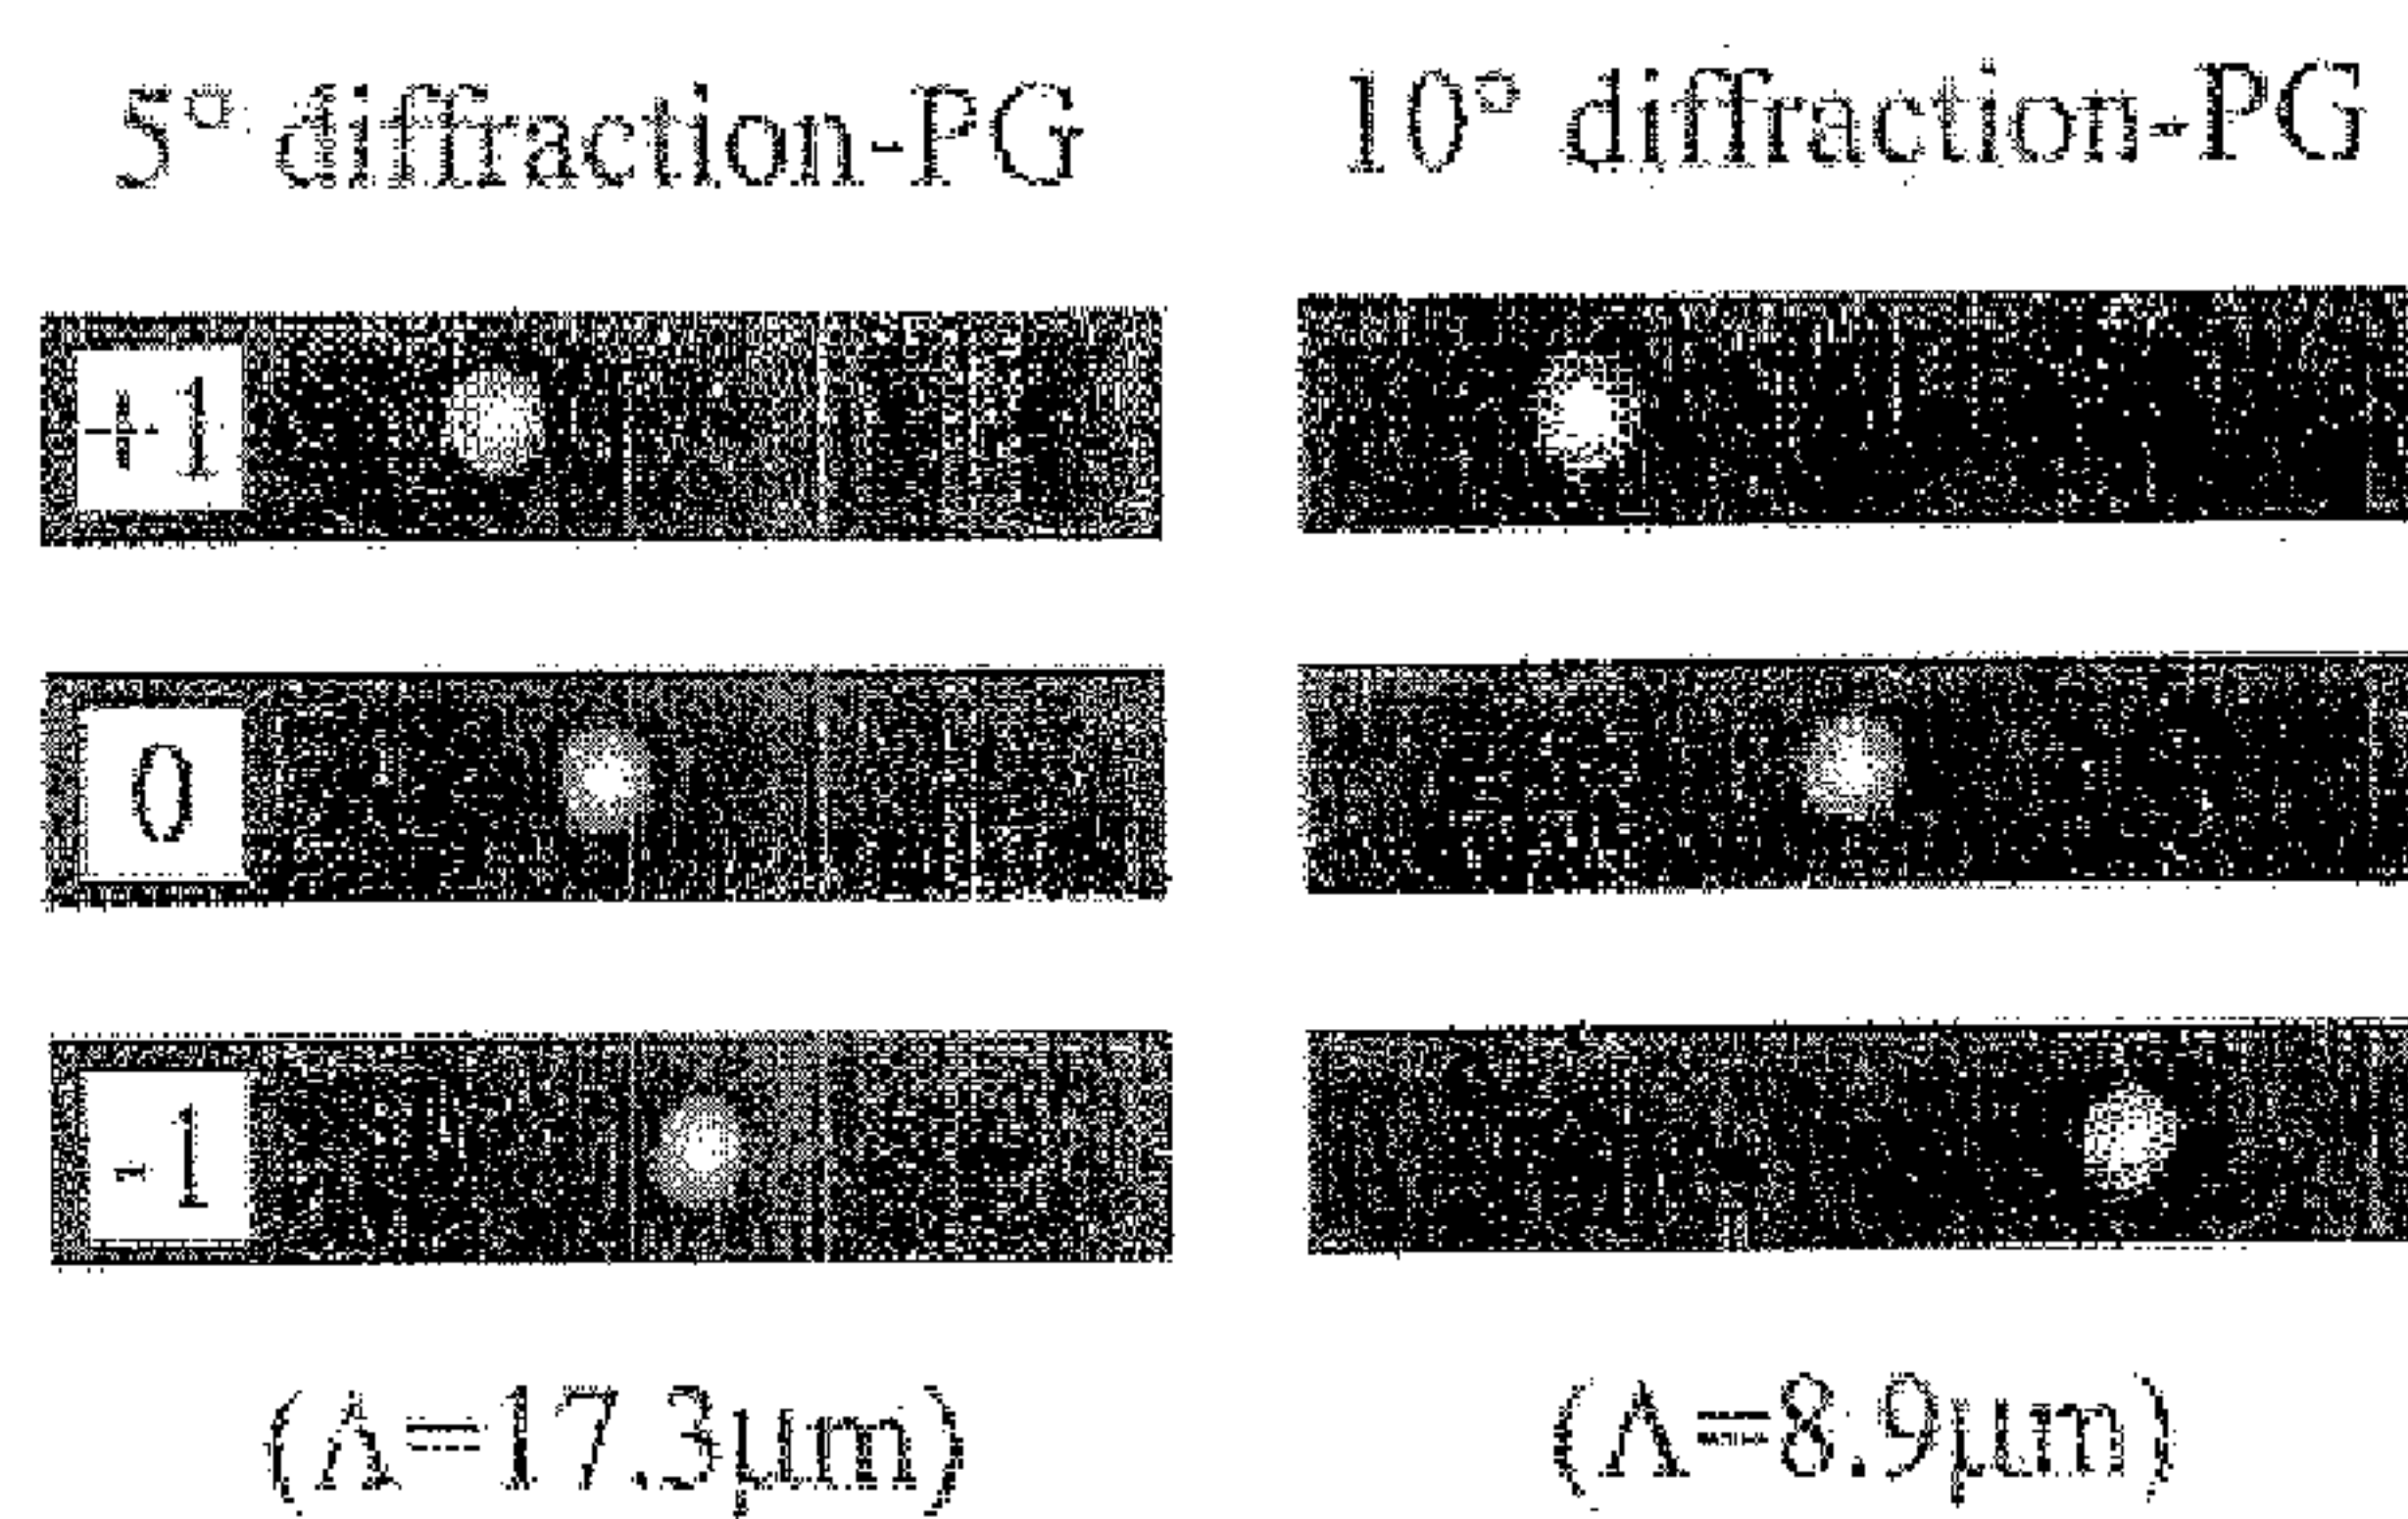 5° diffraction-PG 10° diffraction-PG
+1
0
-1
(Λ=17.3μm) (Λ=8.9μm)